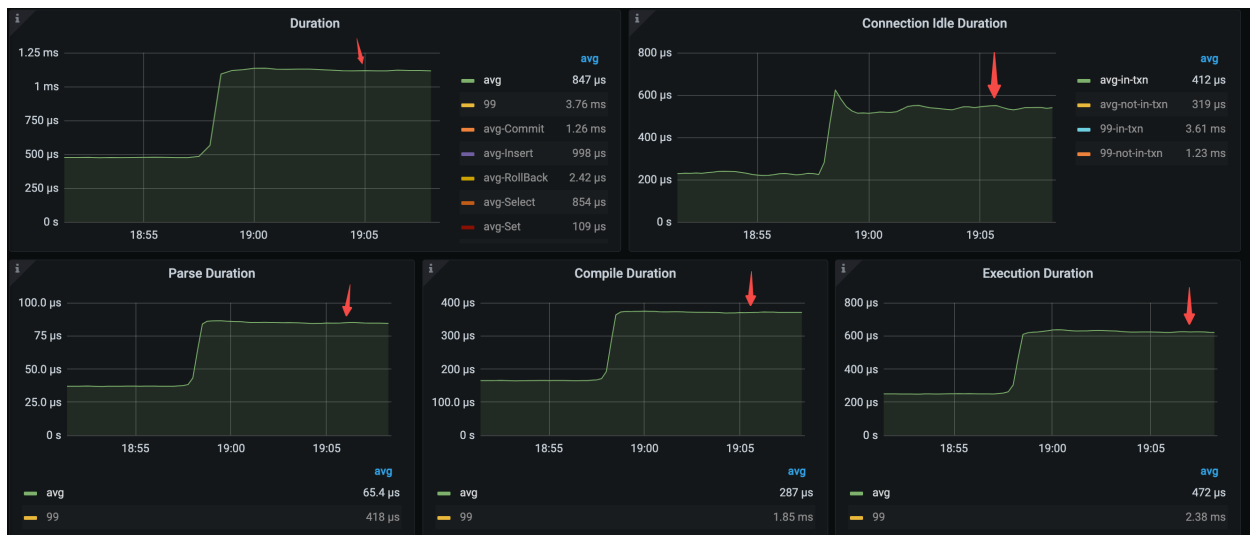 i
Duration
1.25 ms
1 ms
750 µs
500 µs
250 µs
0 s
18:55 19:00 19:05
avg
avg 847 µs
99 3.76 ms
avg-Commit 1.26 ms
avg-Insert 998 µs
avg-RollBack 2.42 µs
avg-Select 854 µs
avg-Set 109 µs
i
Connection Idle Duration
800 µs
600 µs
400 µs
200 µs
0 s
18:55 19:00 19:05
avg
avg-in-txn 412 µs
avg-not-in-txn 319 µs
99-in-txn 3.61 ms
99-not-in-txn 1.23 ms
i
Parse Duration
100.0 µs
75 µs
50.0 µs
25.0 µs
0 s
18:55 19:00 19:05
avg
avg 65.4 µs
99 418 µs
i
Compile Duration
400 µs
300 µs
200 µs
100.0 µs
0 s
18:55 19:00 19:05
avg
avg 287 µs
99 1.85 ms
i
Execution Duration
800 µs
600 µs
400 µs
200 µs
0 s
18:55 19:00 19:05
avg
avg 472 µs
99 2.38 ms